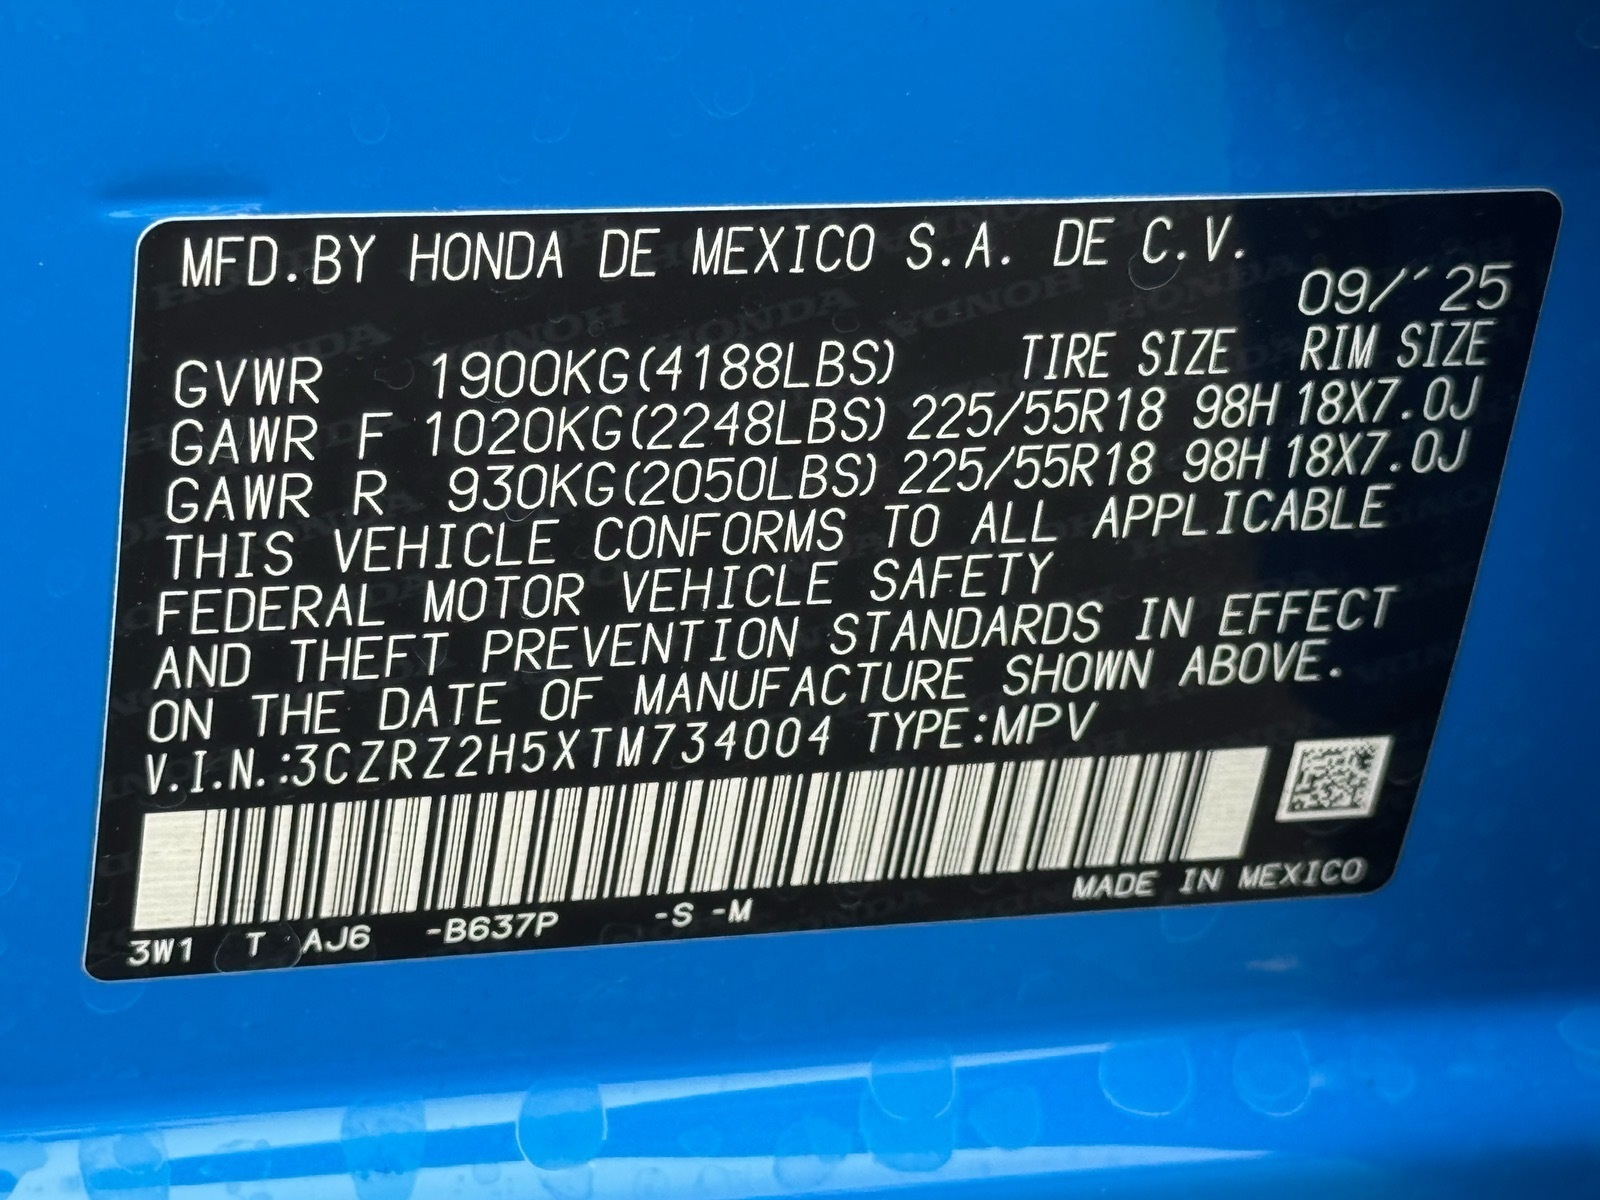 MFD.BY HONDA DE MEXICO S.A. DE C.V.
09/'25
TIRE SIZE RIM SIZE
GVWR 1900KG(4188LBS)
GAWR F 1020KG(2248LBS) 225/55R18 98H 18X7.0J
GAWR R 930KG(2050LBS) 225/55R18 98H 18X7.0J
THIS VEHICLE CONFORMS TO ALL APPLICABLE
FEDERAL MOTOR VEHICLE SAFETY
AND THEFT PREVENTION STANDARDS IN EFFECT
ON THE DATE OF MANUFACTURE SHOWN ABOVE.
V.I.N.:3CZRZ2H5XTM734004 TYPE:MPV
MADE IN MEXICO
3W1 T AJ6 -B637P -S -M